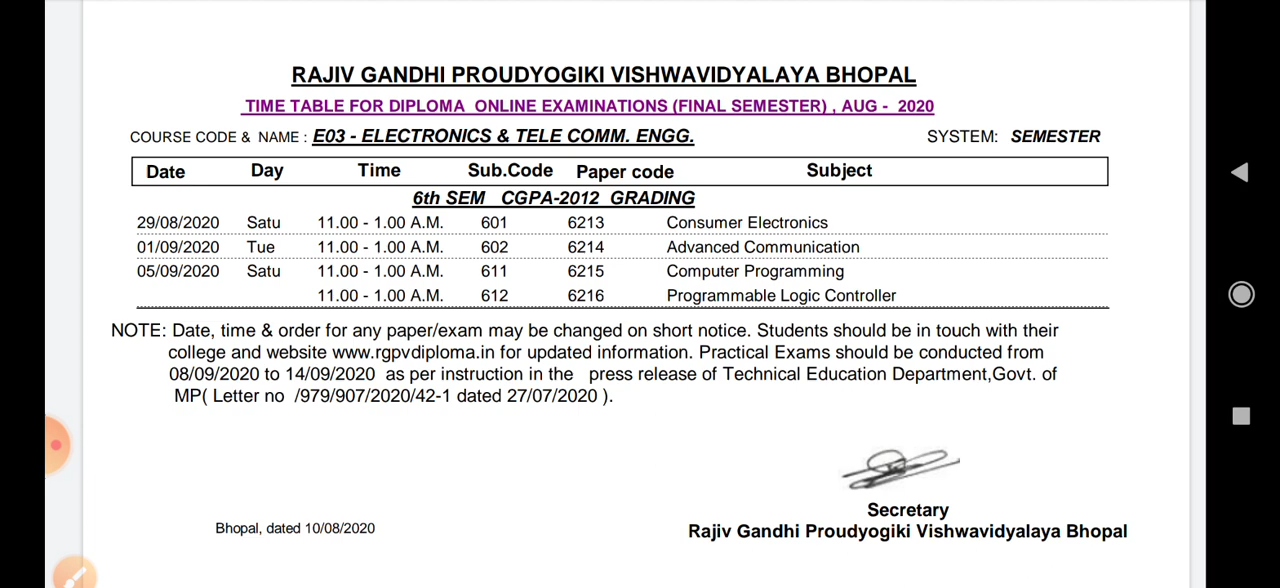 RAJIV GANDHI PROUDYOGIKI VISHWAVIDYALAYA BHOPAL
TIME TABLE FOR DIPLOMA ONLINE EXAMINATIONS (FINAL SEMESTER) , AUG - 2020
COURSE CODE & NAME : E03 - ELECTRONICS & TELE COMM. ENGG. SYSTEM: SEMESTER
Date Day Time Sub.Code Paper code Subject
6th SEM CGPA-2012 GRADING
29/08/2020 Satu 11.00 - 1.00 A.M. 601 6213 Consumer Electronics
01/09/2020 Tue 11.00 - 1.00 A.M. 602 6214 Advanced Communication
05/09/2020 Satu 11.00 - 1.00 A.M. 611 6215 Computer Programming
11.00 - 1.00 A.M. 612 6216 Programmable Logic Controller
NOTE: Date, time & order for any paper/exam may be changed on short notice. Students should be in touch with their
college and website www.rgpvdiploma.in for updated information. Practical Exams should be conducted from
08/09/2020 to 14/09/2020 as per instruction in the press release of Technical Education Department,Govt. of
MP( Letter no /979/907/2020/42-1 dated 27/07/2020 ).
Secretary
Bhopal, dated 10/08/2020 Rajiv Gandhi Proudyogiki Vishwavidyalaya Bhopal